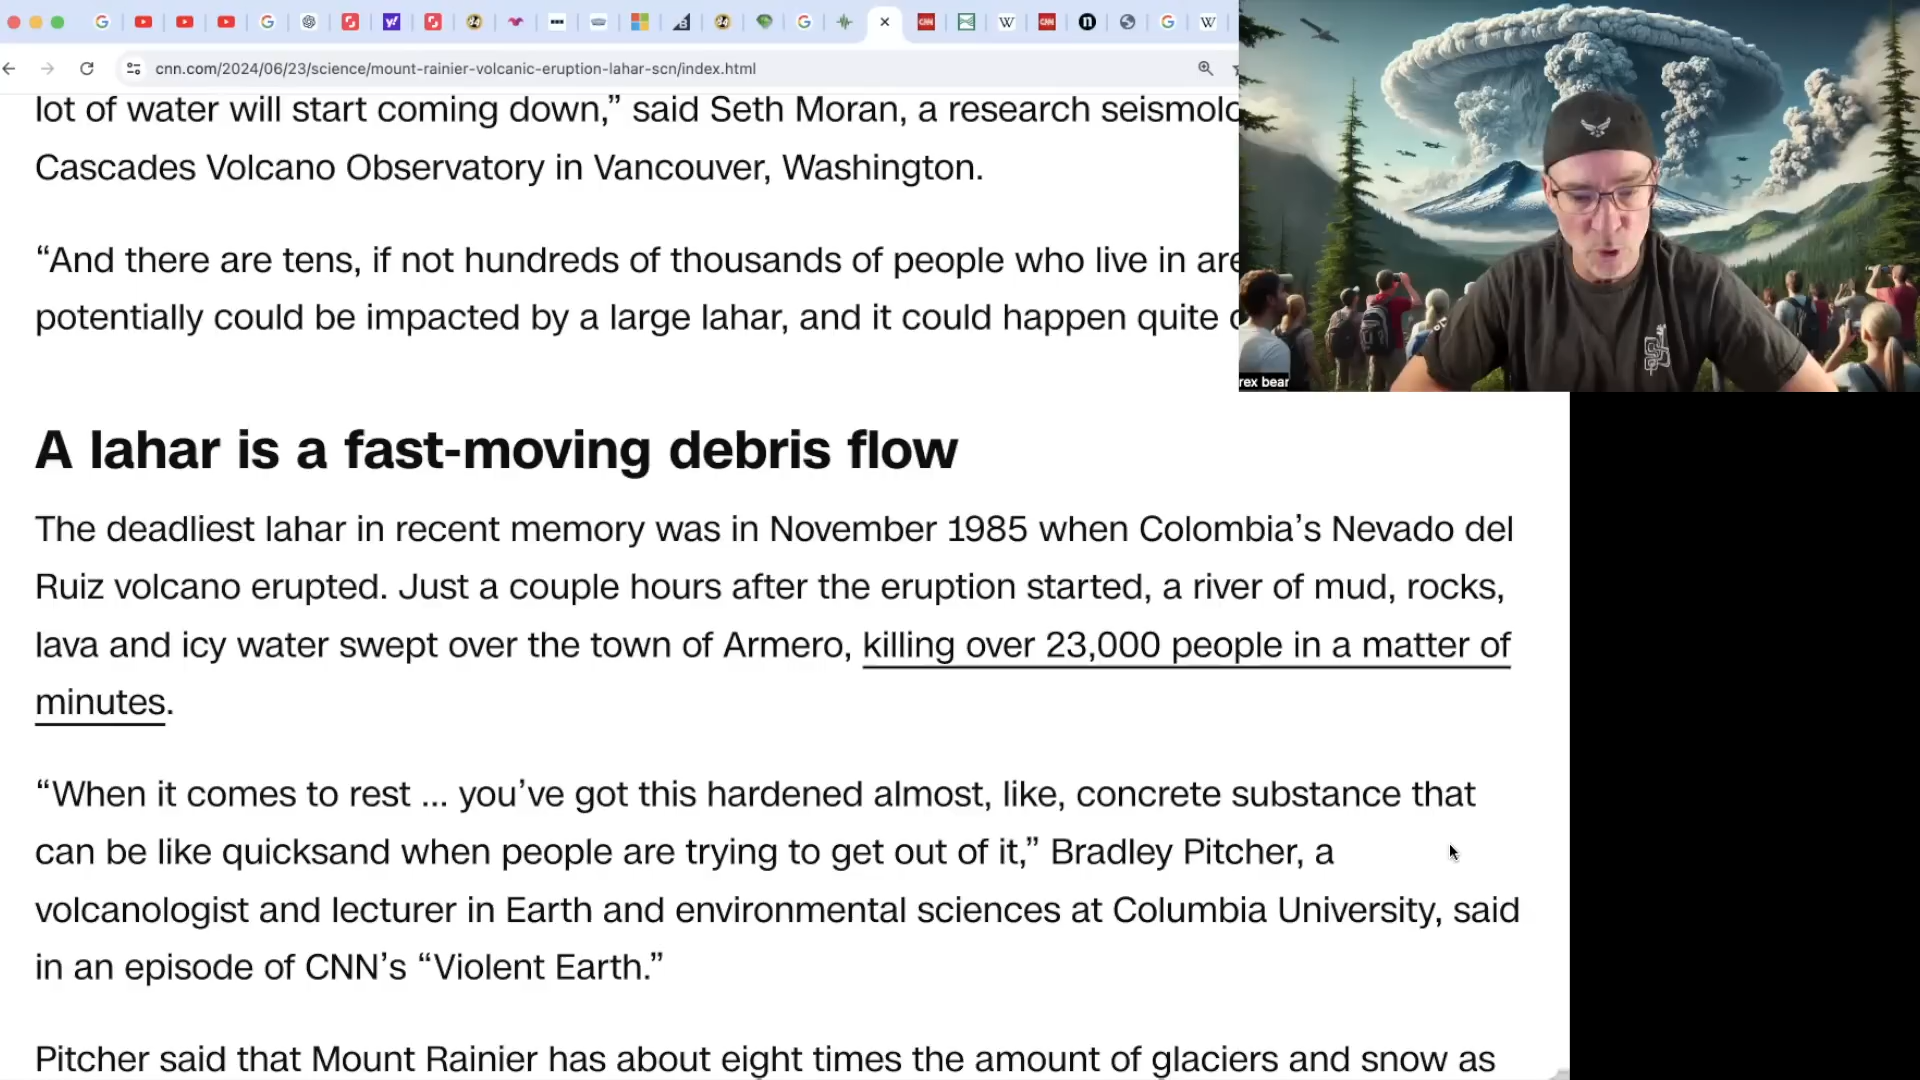 cnn.com/2024/06/23/science/mount-rainier-volcanic-eruption-lahar-scn/index.html
lot of water will start coming down,” said Seth Moran, a research seismolo
Cascades Volcano Observatory in Vancouver, Washington.
“And there are tens, if not hundreds of thousands of people who live in are
potentially could be impacted by a large lahar, and it could happen quite
rex bear
A lahar is a fast-moving debris flow
The deadliest lahar in recent memory was in November 1985 when Colombia’s Nevado del
Ruiz volcano erupted. Just a couple hours after the eruption started, a river of mud, rocks,
lava and icy water swept over the town of Armero, killing over 23,000 people in a matter of
minutes.
“When it comes to rest ... you’ve got this hardened almost, like, concrete substance that
can be like quicksand when people are trying to get out of it,” Bradley Pitcher, a
volcanologist and lecturer in Earth and environmental sciences at Columbia University, said
in an episode of CNN’s “Violent Earth.”
Pitcher said that Mount Rainier has about eight times the amount of glaciers and snow as